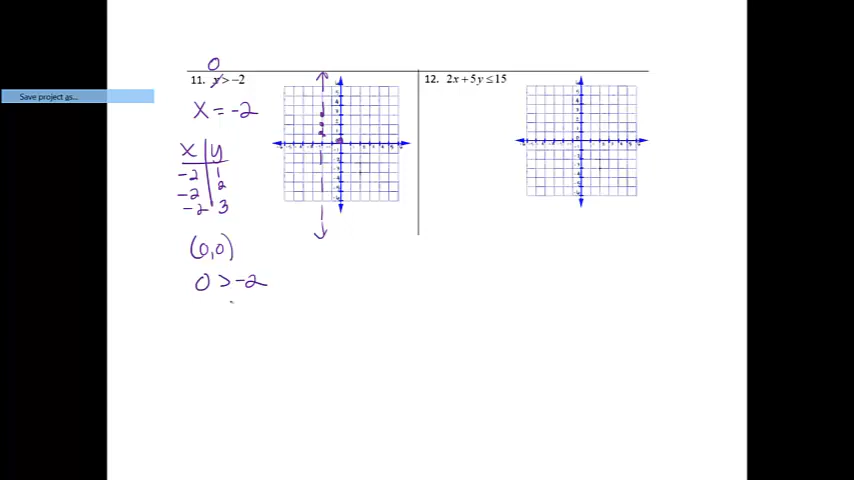 Save project as...
0
11. x > −2
12. 2x + 5y ≤ 15
x = -2
x | y
-2 | 1
-2 | 2
-2 | 3
(0,0)
0 > -2